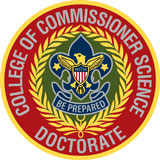 COLLEGE OF COMMISSIONER SCIENCE
BE PREPARED
DOCTORATE